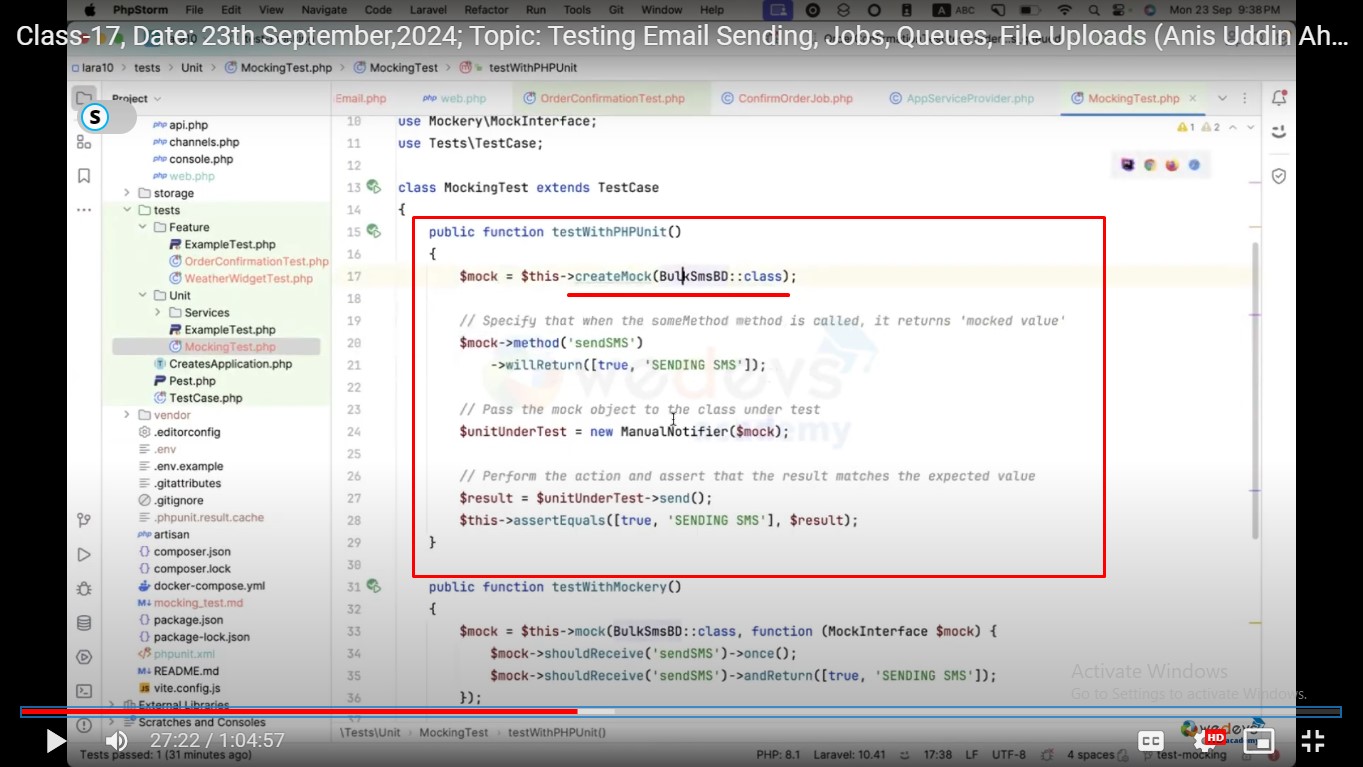 PhpStorm File Edit View Navigate Code Laravel Refactor Run Tools Git Window Help A ABC Mon 23 Sep 9:38 PM
Class-17, Date: 23th September,2024; Topic: Testing Email Sending, Jobs, Queues, File Uploads (Anis Uddin Ah...
lara10 > tests > Unit > MockingTest.php > MockingTest > testWithPHPUnit
Project
Email.php
php web.php
OrderConfirmationTest.php
ConfirmOrderJob.php
AppServiceProvider.php
MockingTest.php ×
S
php api.php
php channels.php
php console.php
php web.php
storage
tests
Feature
ExampleTest.php
OrderConfirmationTest.php
WeatherWidgetTest.php
Unit
Services
ExampleTest.php
MockingTest.php
CreatesApplication.php
Pest.php
TestCase.php
vendor
.editorconfig
.env
.env.example
.gitattributes
.gitignore
.phpunit.result.cache
php artisan
composer.json
composer.lock
docker-compose.yml
M↓ mocking_test.md
package.json
package-lock.json
phpunit.xml
M↓ README.md
JS vite.config.js
External Libraries
Scratches and Consoles
1 2
10 use Mockery\MockInterface;
11 use Tests\TestCase;
12
13 class MockingTest extends TestCase
14 {
15 public function testWithPHPUnit()
16 {
17 $mock = $this->createMock(BulkSmsBD::class);
18
19 // Specify that when the someMethod method is called, it returns 'mocked value'
20 $mock->method('sendSMS')
21 ->willReturn([true, 'SENDING SMS']);
22
23 // Pass the mock object to the class under test
24 $unitUnderTest = new ManualNotifier($mock);
25
26 // Perform the action and assert that the result matches the expected value
27 $result = $unitUnderTest->send();
28 $this->assertEquals([true, 'SENDING SMS'], $result);
29 }
30
31 public function testWithMockery()
32 {
33 $mock = $this->mock(BulkSmsBD::class, function (MockInterface $mock) {
34 $mock->shouldReceive('sendSMS')->once();
35 $mock->shouldReceive('sendSMS')->andReturn([true, 'SENDING SMS']);
36 });
wedevs
academy
Activate Windows
Go to Settings to activate Windows.
\Tests\Unit > MockingTest > testWithPHPUnit()
wedevs
academy
27:22 / 1:04:57
CC
HD
Tests passed: 1 (31 minutes ago)
PHP: 8.1 Laravel: 10.41 17:38 LF UTF-8 4 spaces test-mocking